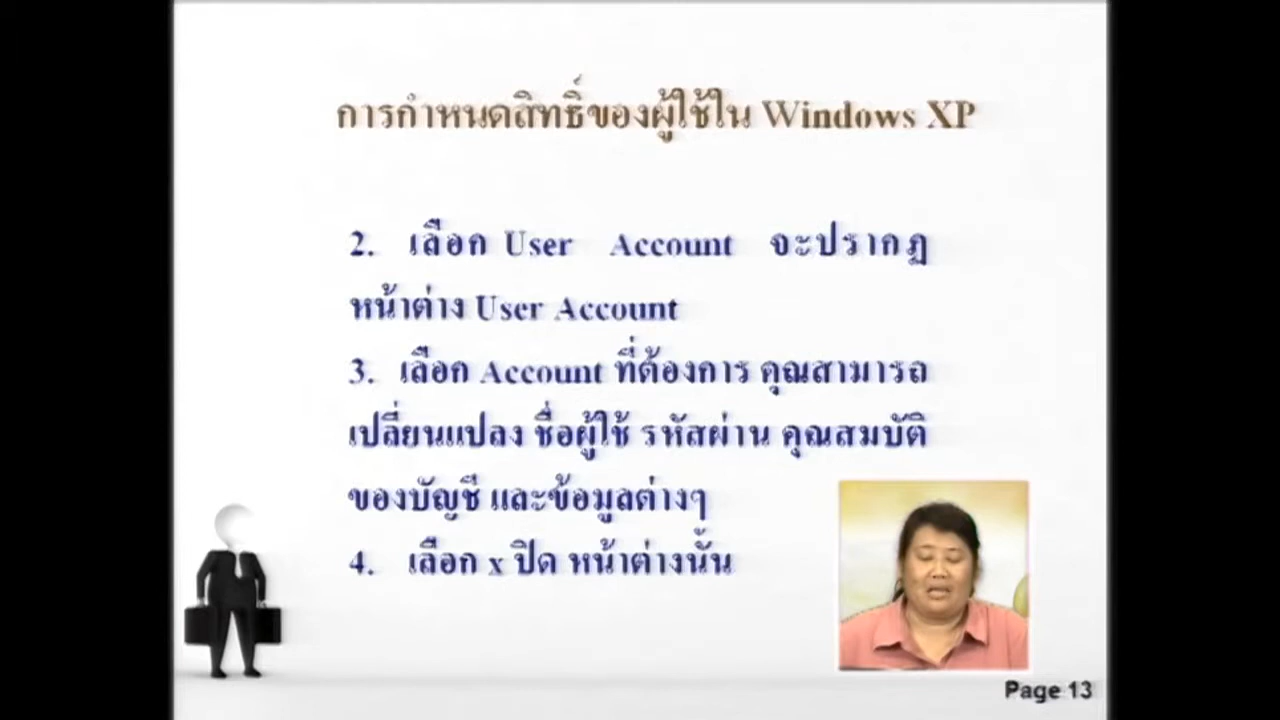 การกำหนดสิทธิ์ของผู้ใช้ใน Windows XP
2. เลือก User Account จะปรากฏ
หน้าต่าง User Account
3. เลือก Account ที่ต้องการ คุณสามารถ
เปลี่ยนแปลง ชื่อผู้ใช้ รหัสผ่าน คุณสมบัติ
ของบัญชี และข้อมูลต่างๆ
4. เลือก x ปิด หน้าต่างนั้น
Page 13